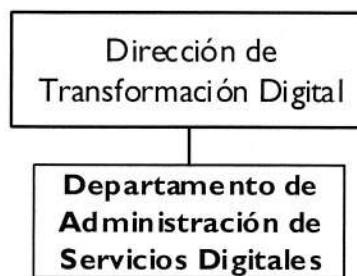 Dirección de
Transformación Digital
Departamento de
Administración de
Servicios Digitales